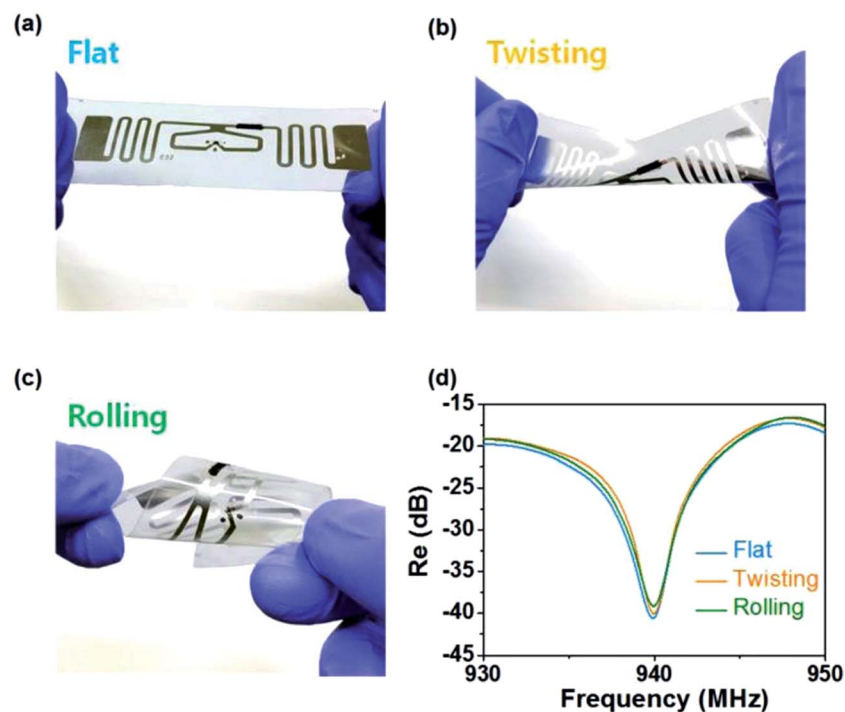 (a)
Flat
(b)
Twisting
(c)
Rolling
(d)
-15
-20
-25
-30
-35
-40
-45
Re (dB)
Flat
Twisting
Rolling
930
940
950
Frequency (MHz)